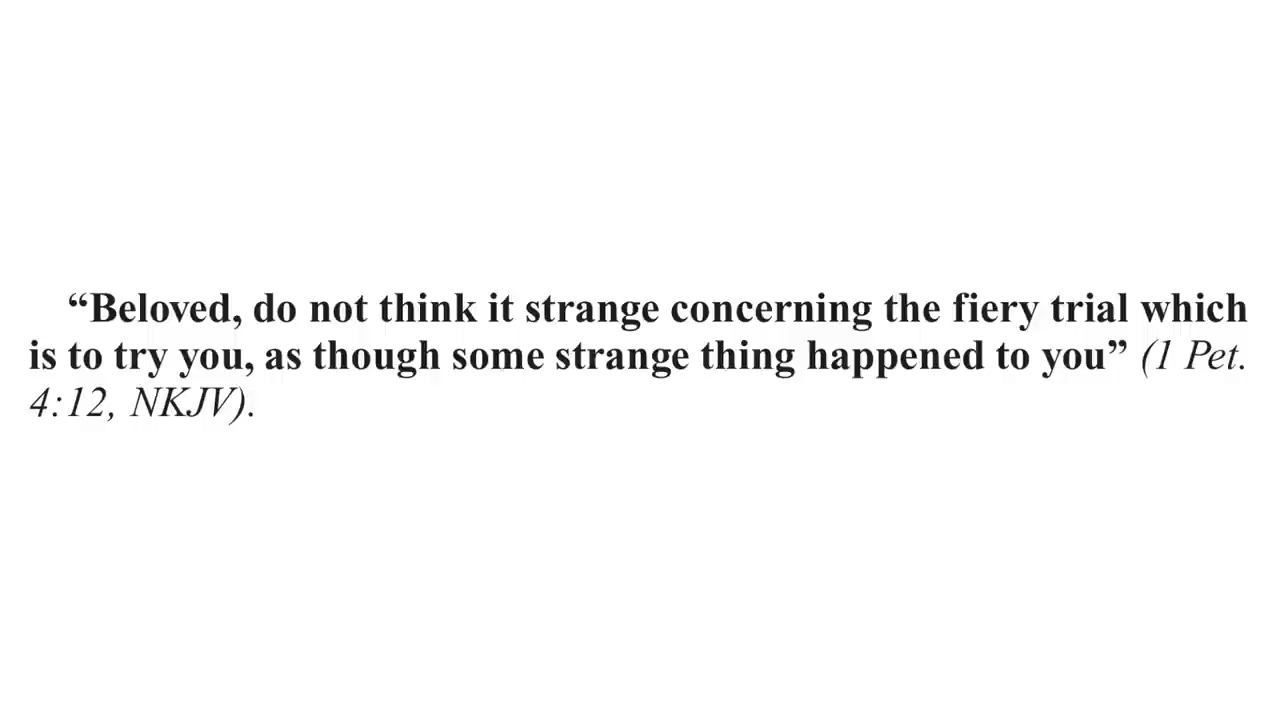 “Beloved, do not think it strange concerning the fiery trial which
is to try you, as though some strange thing happened to you” (1 Pet.
4:12, NKJV).